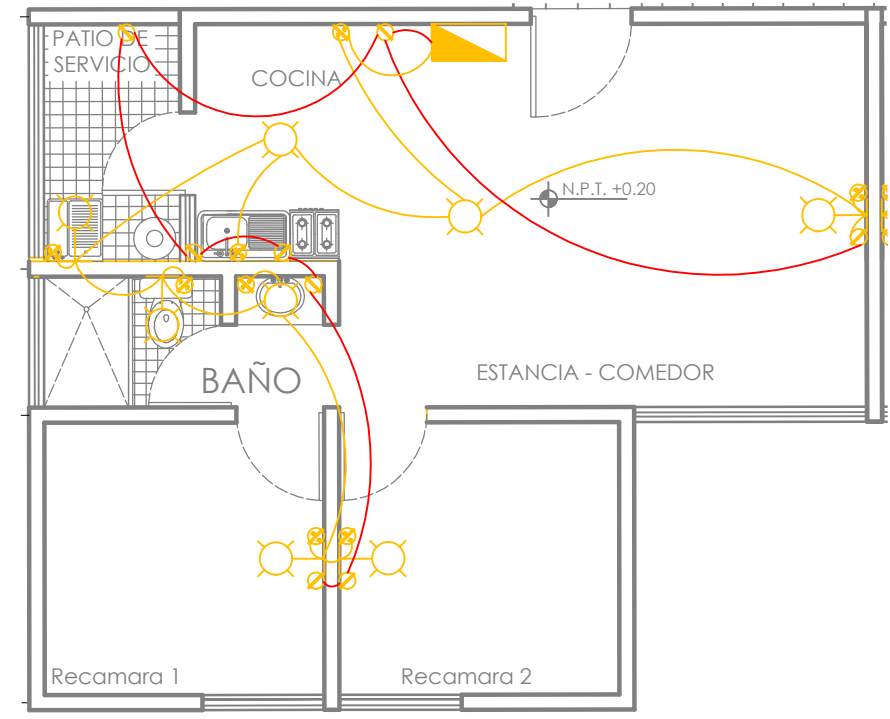 PATIO DE
SERVICIO
COCINA
N.P.T. +0.20
BAÑO
ESTANCIA - COMEDOR
Recamara 1
Recamara 2